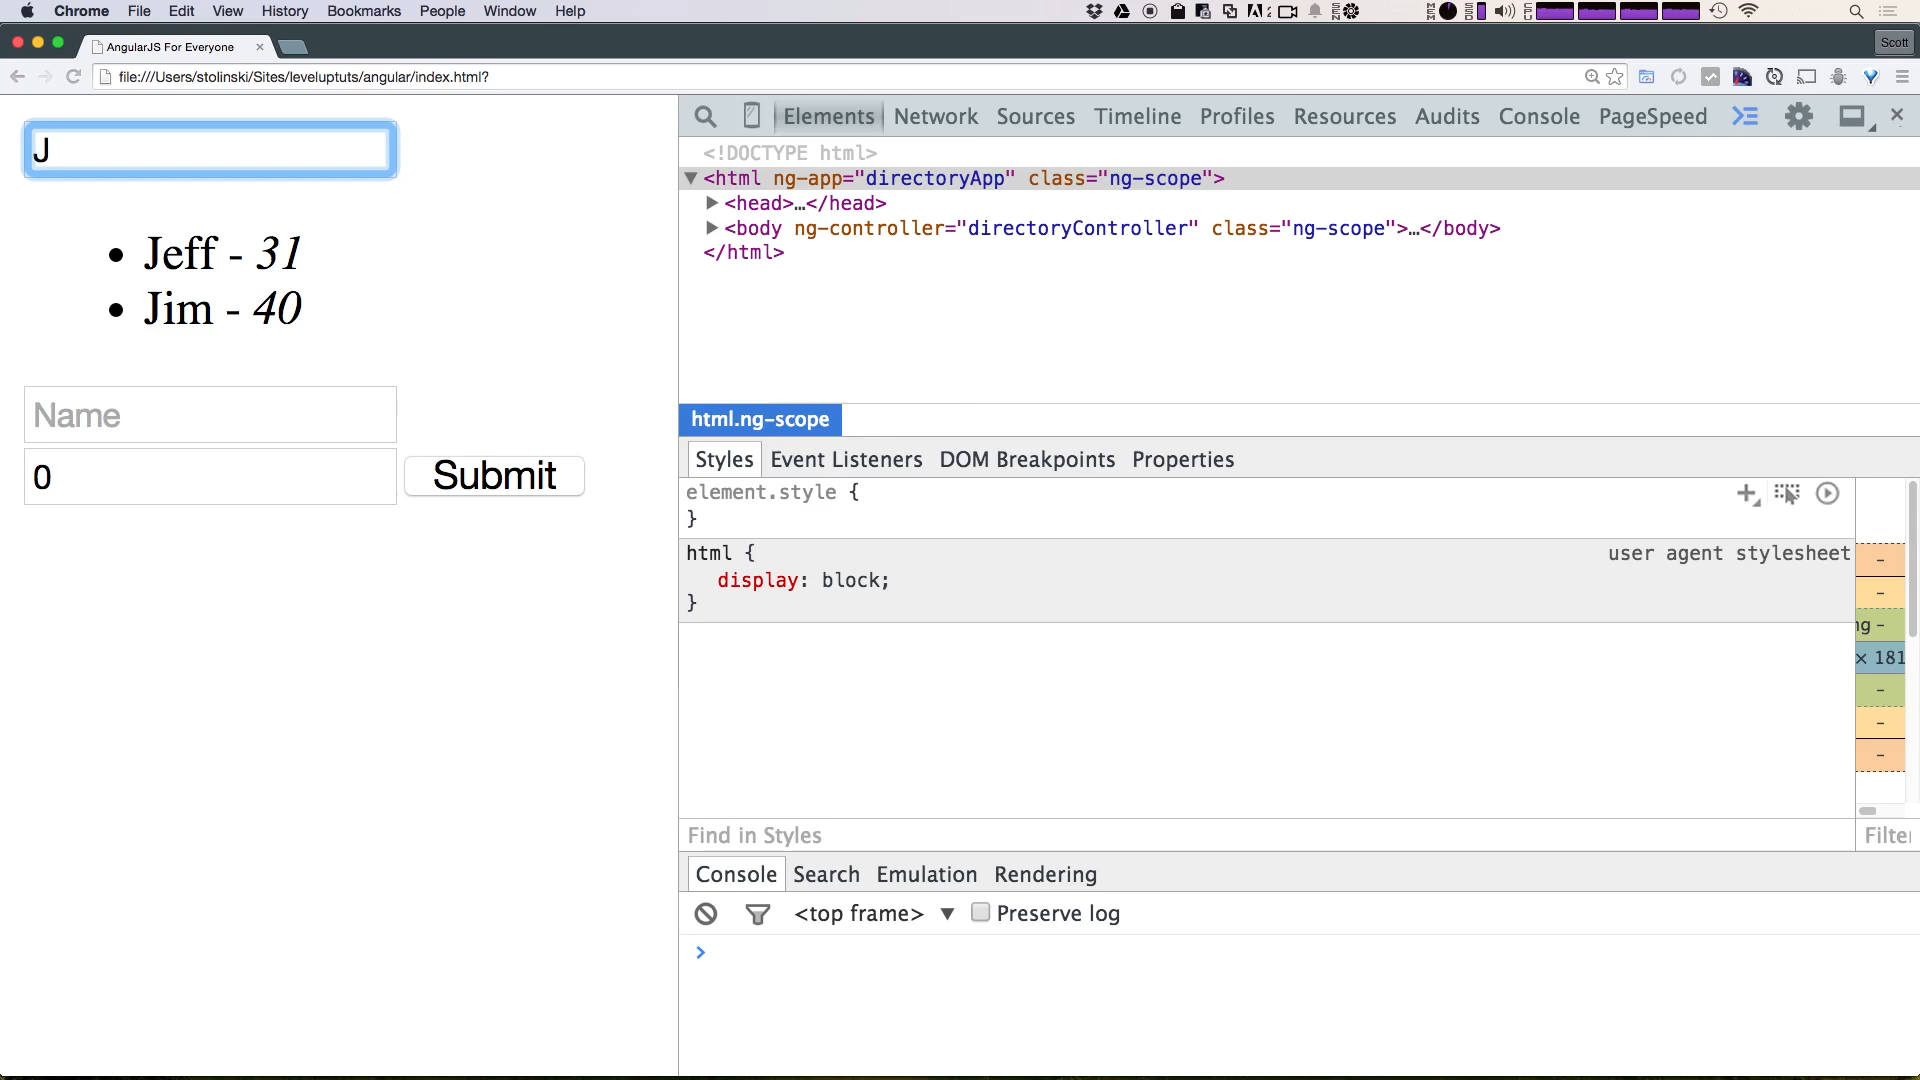 Chrome File Edit View History Bookmarks People Window Help
AngularJS For Everyone
Scott
file:///Users/stolinski/Sites/leveluptuts/angular/index.html?
Elements Network Sources Timeline Profiles Resources Audits Console PageSpeed
J
<!DOCTYPE html>
<html ng-app="directoryApp" class="ng-scope">
<head>…</head>
<body ng-controller="directoryController" class="ng-scope">…</body>
</html>
Jeff - 31
Jim - 40
Name
0
Submit
html.ng-scope
Styles Event Listeners DOM Breakpoints Properties
element.style {
}
html {
user agent stylesheet
display: block;
}
-
-
ng -
× 181
-
-
-
Find in Styles
Filter
Console Search Emulation Rendering
<top frame> ▼ Preserve log
>